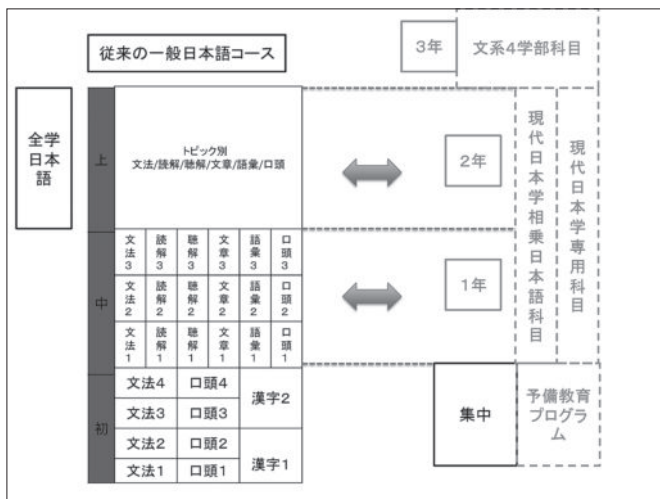 従来の一般日本語コース
3年
文系4学部科目
全学
日本
語
上
トピック別
文法/読解/聴解/文章/語彙/口頭
2年
現代日本学相乗日本語科目
現代日本学専用科目
中
文法3
読解3
聴解3
文章3
語彙3
口頭3
文法2
読解2
聴解2
文章2
語彙2
口頭2
文法1
読解1
聴解1
文章1
語彙1
口頭1
1年
初
文法4
口頭4
漢字2
文法3
口頭3
文法2
口頭2
漢字1
文法1
口頭1
集中
予備教育
プログラ
ム